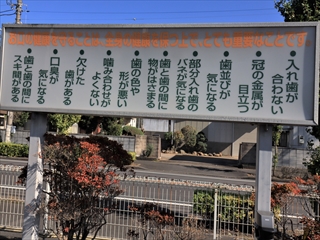 ・入れ歯が
合わない
・冠の金属が
目立つ
・歯並びが
気になる
・部分入れ歯の
バネが気になる
・歯と歯の間に
物がはさまる
・歯の色や
形が悪い
・噛み合わせが
よくない
・欠けた
歯がある
・口臭が
気になる
・歯と歯の間に
スキ間がある